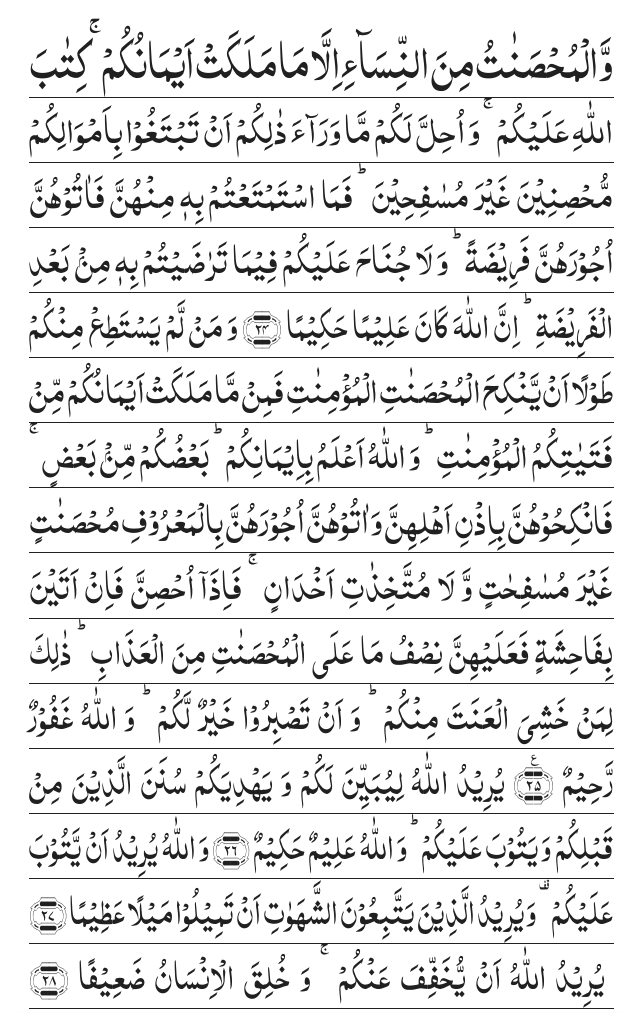 وَّالۡمُحۡصَنٰتُ مِنَ النِّسَآءِ اِلَّا مَا مَلَكَتۡ اَيۡمَانُكُمۡ‌ۚ كِتٰبَ
اللّٰهِ عَلَيۡكُمۡ‌ۚ وَ اُحِلَّ لَكُمۡ مَّا وَرَآءَ ذٰ لِكُمۡ اَنۡ تَبۡتَغُوۡا بِاَمۡوَالِكُمۡ
مُّحۡصِنِيۡنَ غَيۡرَ مُسَافِحِيۡنَ‌ ؕ فَمَا اسۡتَمۡتَعۡتُمۡ بِهٖ مِنۡهُنَّ فَاٰ تُوۡهُنَّ
اُجُوۡرَهُنَّ فَرِيۡضَةً‌ ؕ وَلَا جُنَاحَ عَلَيۡكُمۡ فِيۡمَا تَرٰضَيۡتُمۡ بِهٖ مِنۡۢ بَعۡدِ
الۡفَرِيۡضَةِ‌ ؕ اِنَّ اللّٰهَ كَانَ عَلِيۡمًا حَكِيۡمًا ‏﴿۲۴﴾‏ وَمَنۡ لَّمۡ يَسۡتَطِعۡ مِنۡكُمۡ
طَوۡلًا اَنۡ يَّنۡكِحَ الۡمُحۡصَنٰتِ الۡمُؤۡمِنٰتِ فَمِنۡ مَّا مَلَكَتۡ اَيۡمَانُكُمۡ مِّنۡ
فَتَيٰتِكُمُ الۡمُؤۡمِنٰتِ‌ ؕ وَاللّٰهُ اَعۡلَمُ بِاِيۡمَانِكُمۡ‌ ؕ بَعۡضُكُمۡ مِّنۡۢ بَعۡضٍ‌ۚ
فَانْكِحُوۡهُنَّ بِاِذۡنِ اَهۡلِهِنَّ وَاٰ تُوۡهُنَّ اُجُوۡرَهُنَّ بِالۡمَعۡرُوۡفِ مُحۡصَنٰتٍ
غَيۡرَ مُسٰفِحٰتٍ وَّلَا مُتَّخِذٰتِ اَخۡدَانٍ‌ ۚ فَاِذَاۤ اُحۡصِنَّ فَاِنۡ اَ تَيۡنَ
بِفَاحِشَةٍ فَعَلَيۡهِنَّ نِصۡفُ مَا عَلَى الۡمُحۡصَنٰتِ مِنَ الۡعَذَابِ‌ ؕ ذٰ لِكَ
لِمَنۡ خَشِىَ الۡعَنَتَ مِنۡكُمۡ‌ ؕ وَاَنۡ تَصۡبِرُوۡا خَيۡرٌ لَّكُمۡ‌ ؕ وَاللّٰهُ غَفُوۡرٌ
رَّحِيۡمٌ ‏﴿۲۵﴾‏ ع يُرِيۡدُ اللّٰهُ لِيُبَيِّنَ لَكُمۡ وَيَهۡدِيَكُمۡ سُنَنَ الَّذِيۡنَ مِنۡ
قَبۡلِكُمۡ وَيَتُوۡبَ عَلَيۡكُمۡ‌ ؕ وَاللّٰهُ عَلِيۡمٌ حَكِيۡمٌ ‏﴿۲۶﴾‏ وَاللّٰهُ يُرِيۡدُ اَنۡ يَّتُوۡبَ
عَلَيۡكُمۡ ۗ وَيُرِيۡدُ الَّذِيۡنَ يَتَّبِعُوۡنَ الشَّهَوٰتِ اَنۡ تَمِيۡلُوۡا مَيۡلًا عَظِيۡمًا ‏﴿۲۷﴾‏
يُرِيۡدُ اللّٰهُ اَنۡ يُّخَفِّفَ عَنۡكُمۡ‌ۚ وَخُلِقَ الۡاِنۡسَانُ ضَعِيۡفًا ‏﴿۲۸﴾‏